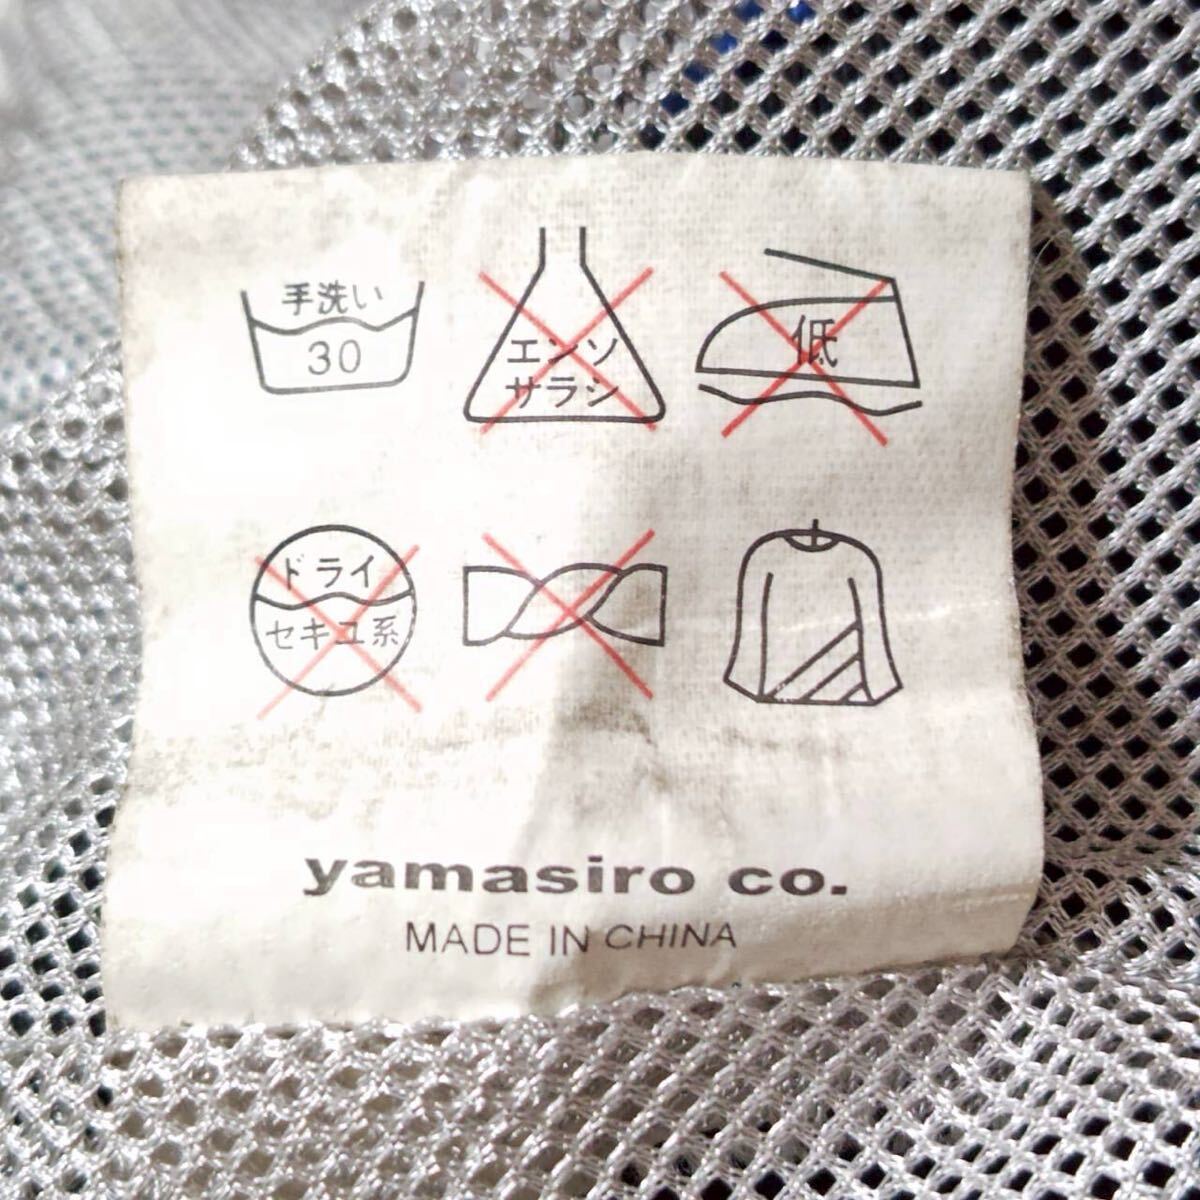 手洗い
30
エンソ
サラシ
低
ドライ
セキユ系
yamasiro co.
MADE IN CHINA